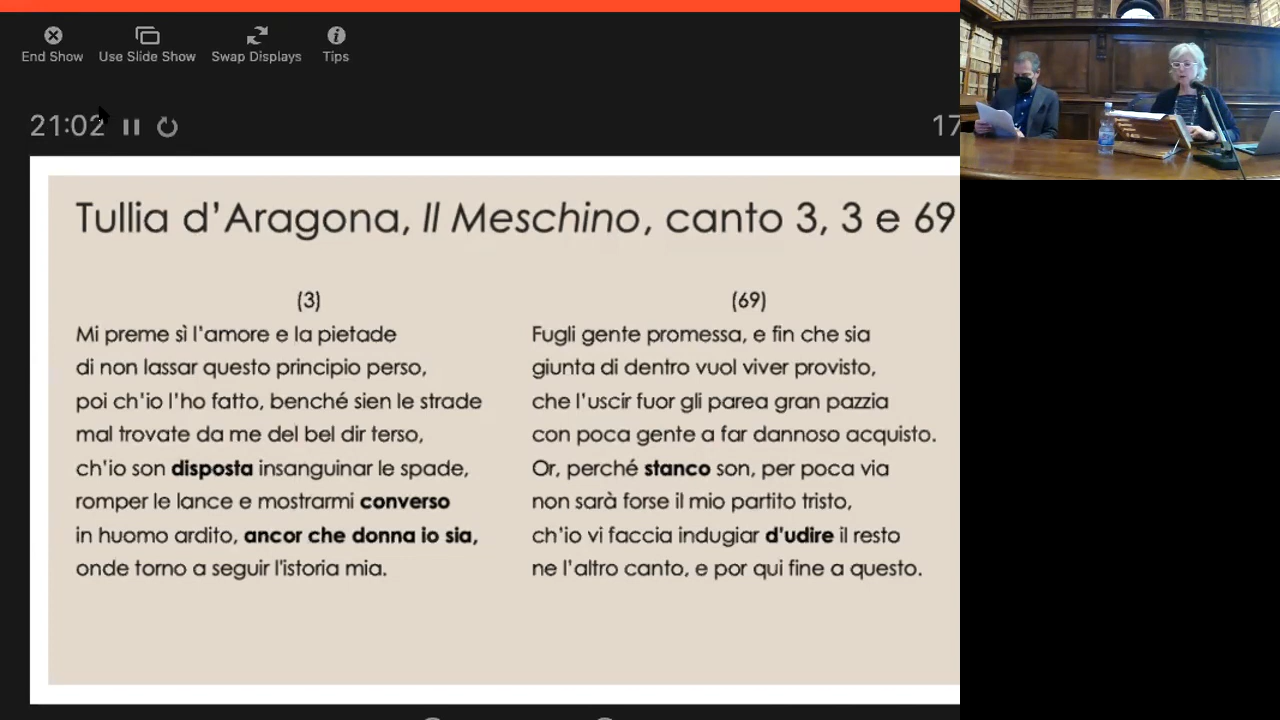 End Show
Use Slide Show
Swap Displays
Tips
21:02
17
Tullia d’Aragona, Il Meschino, canto 3, 3 e 69
(3)
Mi preme sì l’amore e la pietade
di non lassar questo principio perso,
poi ch’io l’ho fatto, benché sien le strade
mal trovate da me del bel dir terso,
ch’io son disposta insanguinar le spade,
romper le lance e mostrarmi converso
in huomo ardito, ancor che donna io sia,
onde torno a seguir l'istoria mia.
(69)
Fugli gente promessa, e fin che sia
giunta di dentro vuol viver provisto,
che l’uscir fuor gli parea gran pazzia
con poca gente a far dannoso acquisto.
Or, perché stanco son, per poca via
non sarà forse il mio partito tristo,
ch’io vi faccia indugiar d'udire il resto
ne l’altro canto, e por qui fine a questo.